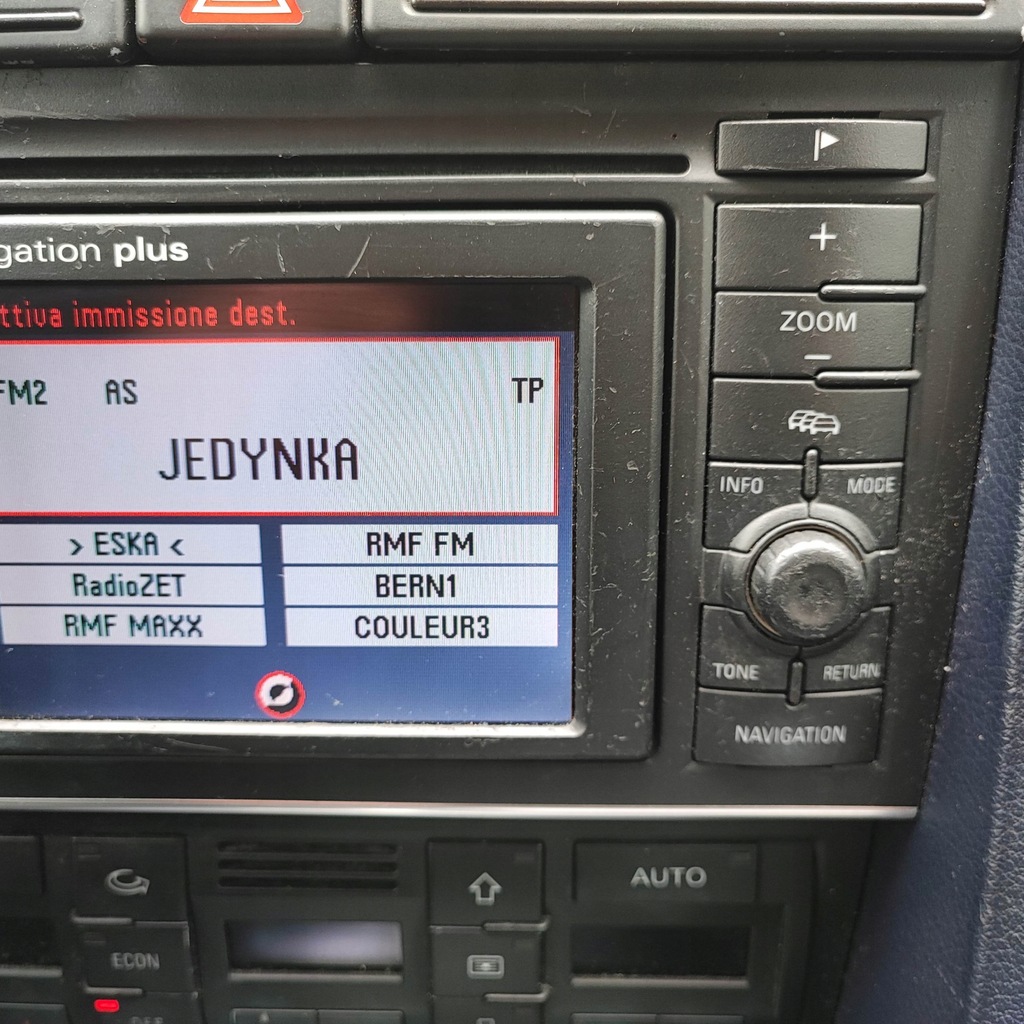 gation plus
ttiva immissione dest.
FM2 AS TP
JEDYNKA
> ESKA < RMF FM
RadioZET BERN1
RMF MAXX COULEUR3
+
ZOOM
−
INFO MODE
TONE RETURN
NAVIGATION
AUTO
ECON
DEF